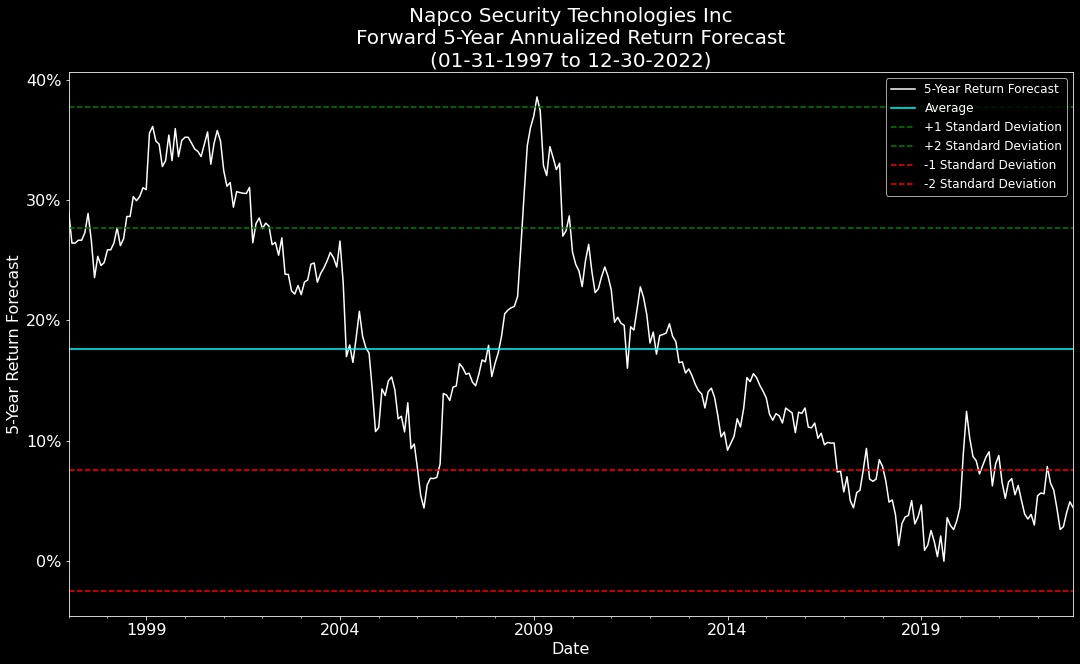 Napco Security Technologies Inc
Forward 5-Year Annualized Return Forecast
(01-31-1997 to 12-30-2022)
5-Year Return Forecast
Average
+1 Standard Deviation
+2 Standard Deviation
-1 Standard Deviation
-2 Standard Deviation
40%
30%
20%
10%
0%
5-Year Return Forecast
1999 2004 2009 2014 2019
Date